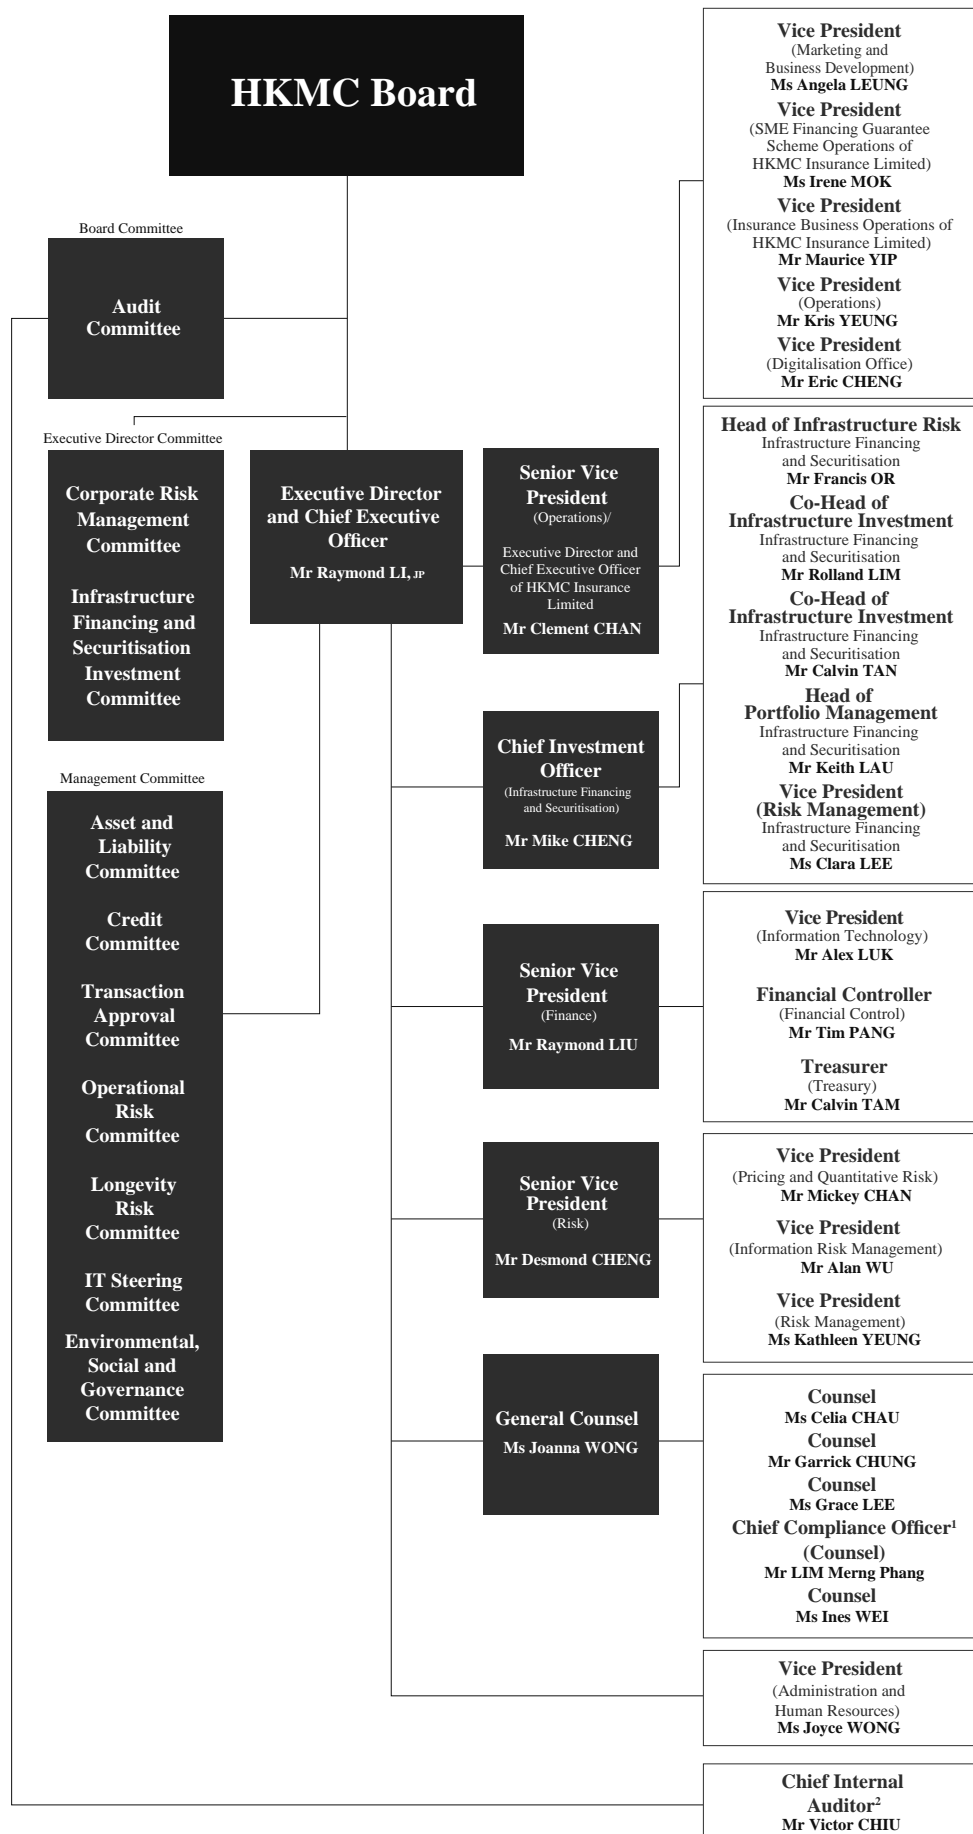 HKMC Board
Board Committee
Audit
Committee
Executive Director Committee
Corporate Risk
Management
Committee
Infrastructure
Financing and
Securitisation
Investment
Committee
Management Committee
Asset and
Liability
Committee
Credit
Committee
Transaction
Approval
Committee
Operational
Risk
Committee
Longevity
Risk
Committee
IT Steering
Committee
Environmental,
Social and
Governance
Committee
Executive Director
and Chief Executive
Officer
Mr Raymond LI, JP
Senior Vice
President
(Operations)/
Executive Director and
Chief Executive Officer
of HKMC Insurance
Limited
Mr Clement CHAN
Chief Investment
Officer
(Infrastructure Financing
and Securitisation)
Mr Mike CHENG
Senior Vice
President
(Finance)
Mr Raymond LIU
Senior Vice
President
(Risk)
Mr Desmond CHENG
General Counsel
Ms Joanna WONG
Vice President
(Marketing and
Business Development)
Ms Angela LEUNG
Vice President
(SME Financing Guarantee
Scheme Operations of
HKMC Insurance Limited)
Ms Irene MOK
Vice President
(Insurance Business Operations of
HKMC Insurance Limited)
Mr Maurice YIP
Vice President
(Operations)
Mr Kris YEUNG
Vice President
(Digitalisation Office)
Mr Eric CHENG
Head of Infrastructure Risk
Infrastructure Financing
and Securitisation
Mr Francis OR
Co-Head of
Infrastructure Investment
Infrastructure Financing
and Securitisation
Mr Rolland LIM
Co-Head of
Infrastructure Investment
Infrastructure Financing
and Securitisation
Mr Calvin TAN
Head of
Portfolio Management
Infrastructure Financing
and Securitisation
Mr Keith LAU
Vice President
(Risk Management)
Infrastructure Financing
and Securitisation
Ms Clara LEE
Vice President
(Information Technology)
Mr Alex LUK
Financial Controller
(Financial Control)
Mr Tim PANG
Treasurer
(Treasury)
Mr Calvin TAM
Vice President
(Pricing and Quantitative Risk)
Mr Mickey CHAN
Vice President
(Information Risk Management)
Mr Alan WU
Vice President
(Risk Management)
Ms Kathleen YEUNG
Counsel
Ms Celia CHAU
Counsel
Mr Garrick CHUNG
Counsel
Ms Grace LEE
Chief Compliance Officer¹
(Counsel)
Mr LIM Merng Phang
Counsel
Ms Ines WEI
Vice President
(Administration and
Human Resources)
Ms Joyce WONG
Chief Internal
Auditor²
Mr Victor CHIU